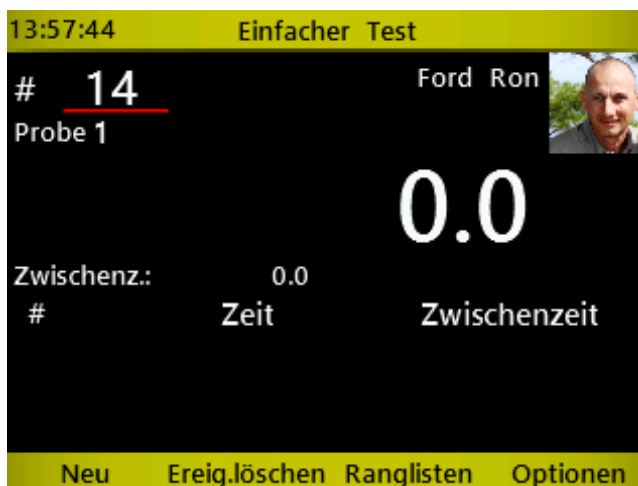 13:57:44 Einfacher Test
# 14 Ford Ron
Probe 1
0.0
Zwischenz.: 0.0
# Zeit Zwischenzeit
Neu Ereig.löschen Ranglisten Optionen